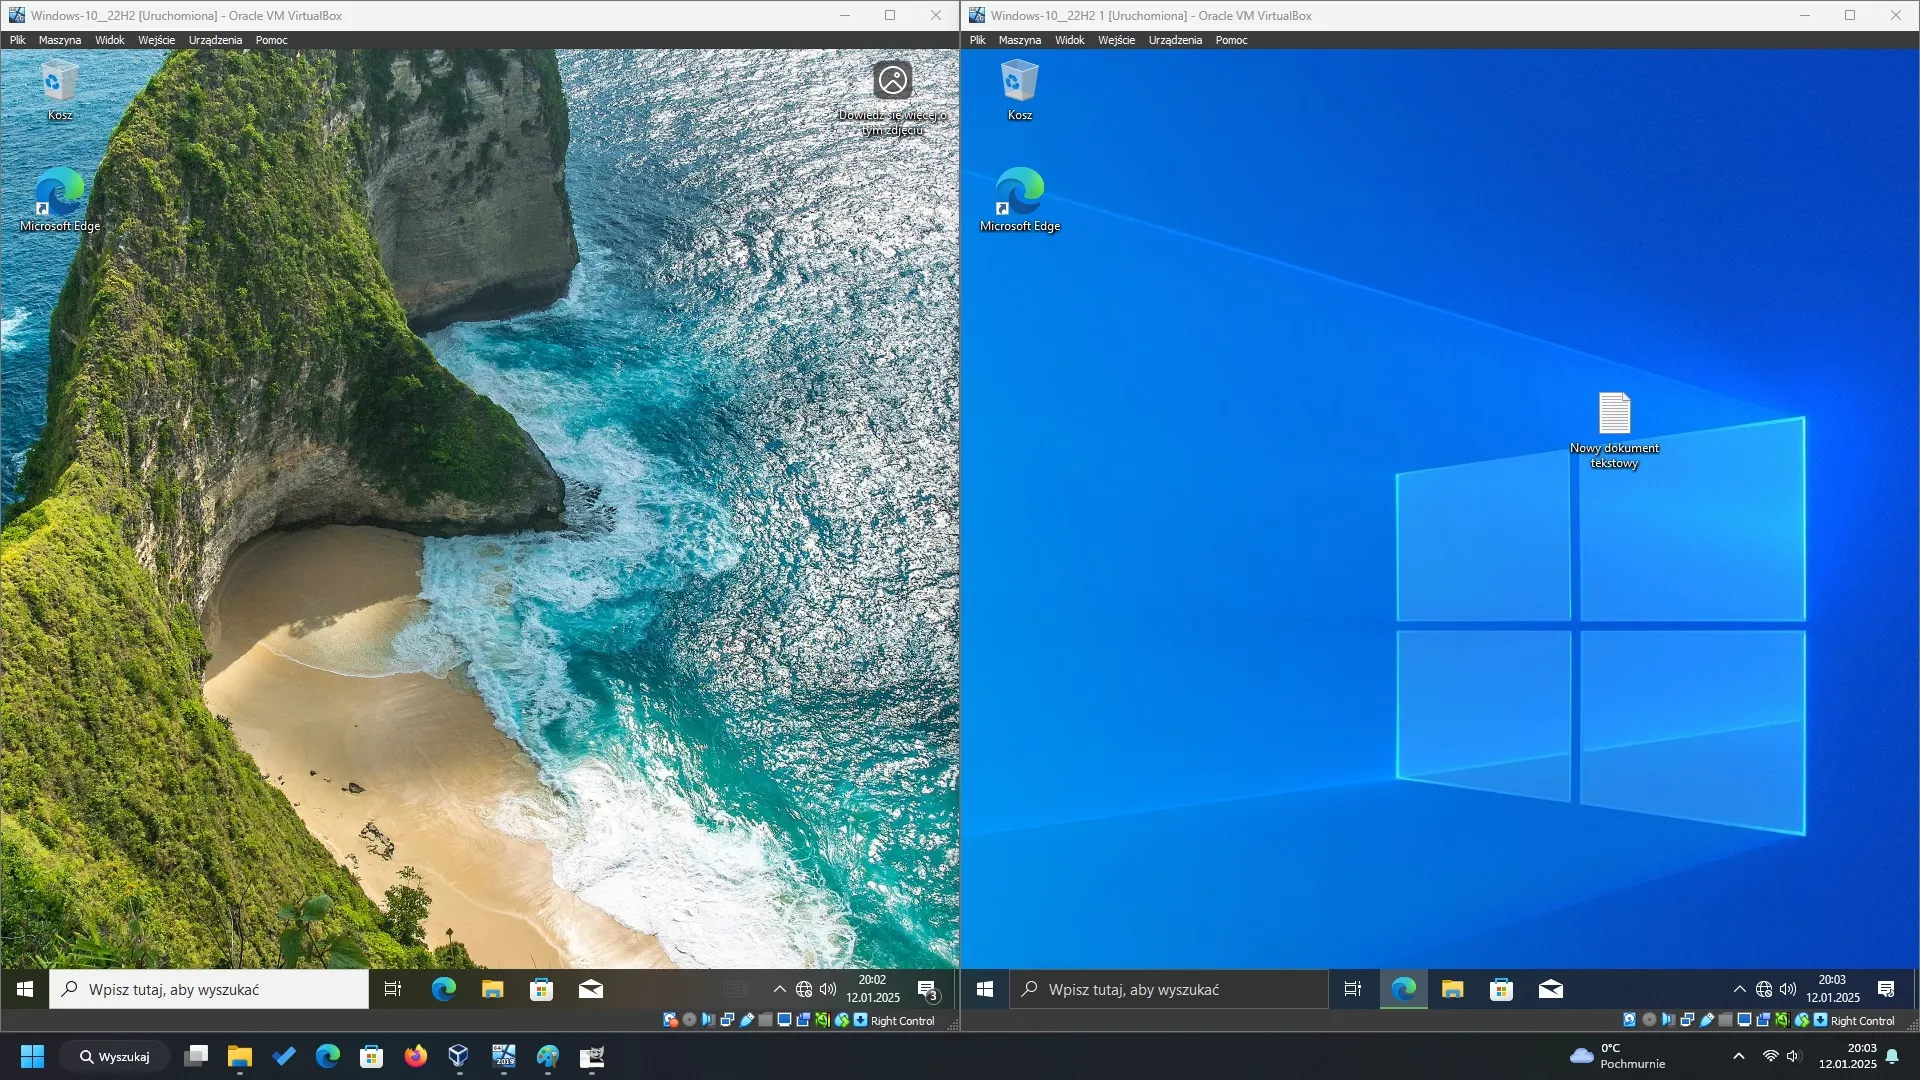 Windows-10__22H2 [Uruchomiona] - Oracle VM VirtualBox
Plik Maszyna Widok Wejście Urządzenia Pomoc
Kosz
Dowiedz się więcej o
tym zdjęciu
Microsoft Edge
Wpisz tutaj, aby wyszukać
20:02
12.01.2025
3
Right Control
Windows-10__22H2 1 [Uruchomiona] - Oracle VM VirtualBox
Plik Maszyna Widok Wejście Urządzenia Pomoc
Kosz
Microsoft Edge
Nowy dokument
tekstowy
Wpisz tutaj, aby wyszukać
20:03
12.01.2025
Right Control
Wyszukaj
2019
0°C
Pochmurnie
20:03
12.01.2025